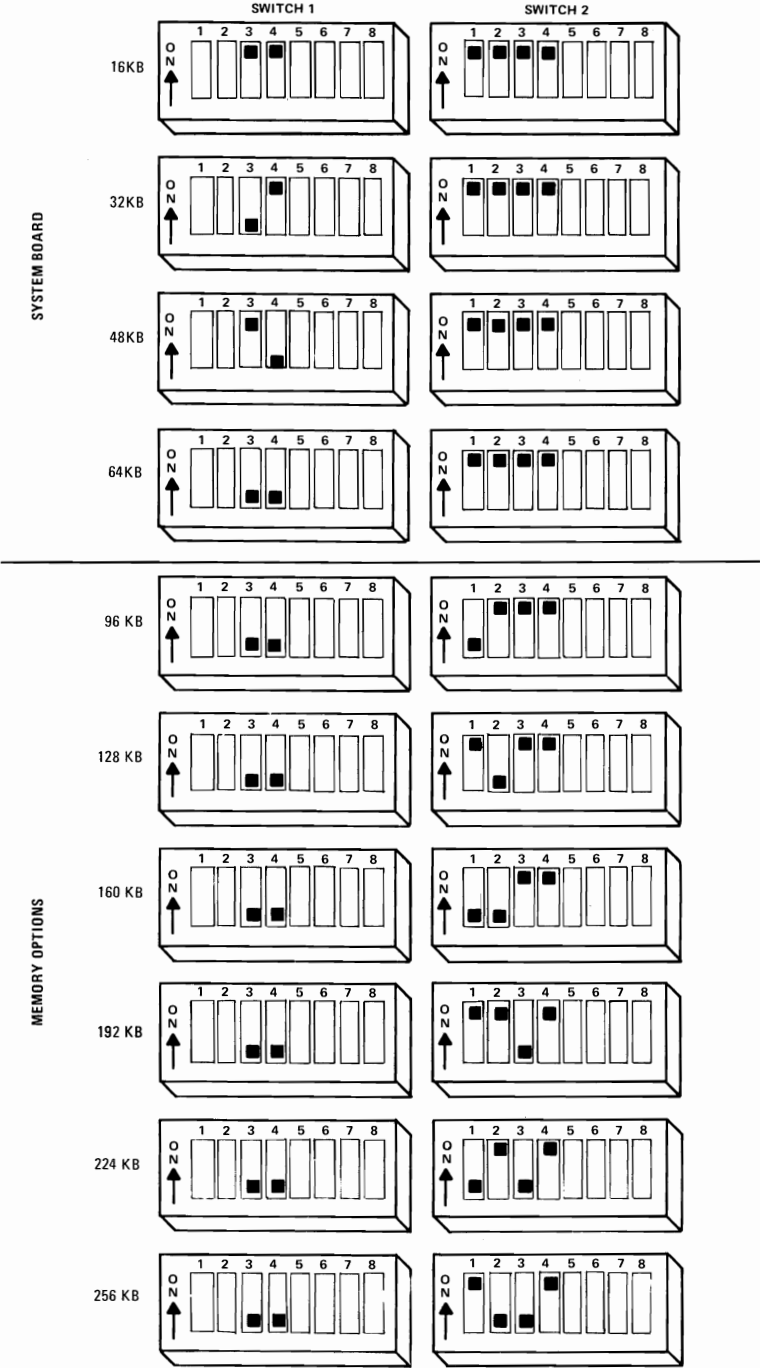 SWITCH 1 SWITCH 2
SYSTEM BOARD
16KB
ON
1 2 3 4 5 6 7 8
ON
1 2 3 4 5 6 7 8
32KB
ON
1 2 3 4 5 6 7 8
ON
1 2 3 4 5 6 7 8
48KB
ON
1 2 3 4 5 6 7 8
ON
1 2 3 4 5 6 7 8
64KB
ON
1 2 3 4 5 6 7 8
ON
1 2 3 4 5 6 7 8
MEMORY OPTIONS
96 KB
ON
1 2 3 4 5 6 7 8
ON
1 2 3 4 5 6 7 8
128 KB
ON
1 2 3 4 5 6 7 8
ON
1 2 3 4 5 6 7 8
160 KB
ON
1 2 3 4 5 6 7 8
ON
1 2 3 4 5 6 7 8
192 KB
ON
1 2 3 4 5 6 7 8
ON
1 2 3 4 5 6 7 8
224 KB
ON
1 2 3 4 5 6 7 8
ON
1 2 3 4 5 6 7 8
256 KB
ON
1 2 3 4 5 6 7 8
ON
1 2 3 4 5 6 7 8